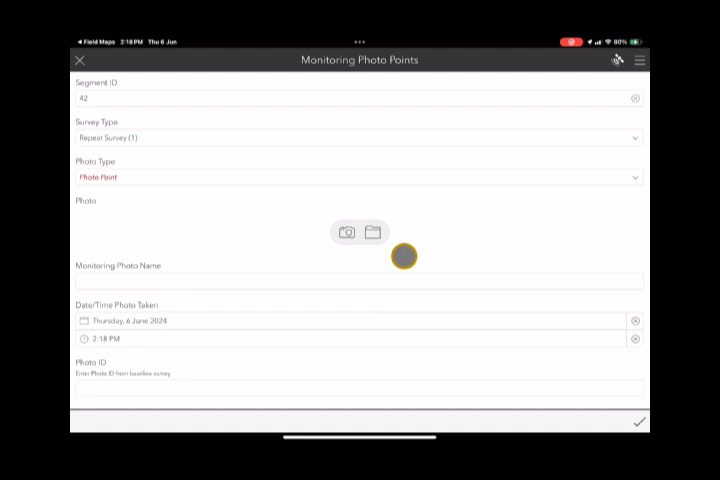 Field Maps 2:18 PM Thu 6 Jun
80%
Monitoring Photo Points
Segment ID
42
Survey Type
Repeat Survey (1)
Photo Type
Photo Point
Photo
Monitoring Photo Name
Date/Time Photo Taken
Thursday, 6 June 2024
2:18 PM
Photo ID
Enter Photo ID from baseline survey